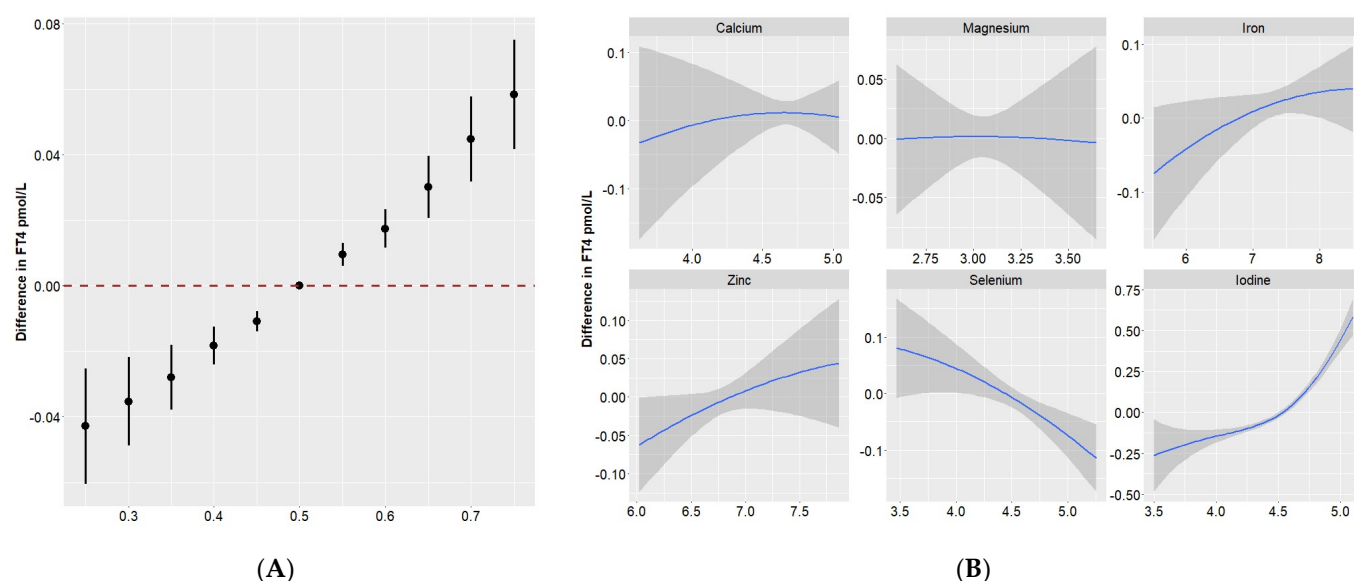 Difference in FT4 pmol/L
0.08
0.04
0.00
-0.04
0.3 0.4 0.5 0.6 0.7
(A)
Difference in FT4 pmol/L
Calcium
0.1
0.0
-0.1
4.0 4.5 5.0
Magnesium
0.05
0.00
-0.05
2.75 3.00 3.25 3.50
Iron
0.1
0.0
-0.1
6 7 8
Zinc
0.10
0.05
0.00
-0.05
-0.10
6.0 6.5 7.0 7.5
Selenium
0.1
0.0
-0.1
3.5 4.0 4.5 5.0
Iodine
0.75
0.50
0.25
0.00
-0.25
-0.50
3.5 4.0 4.5 5.0
(B)